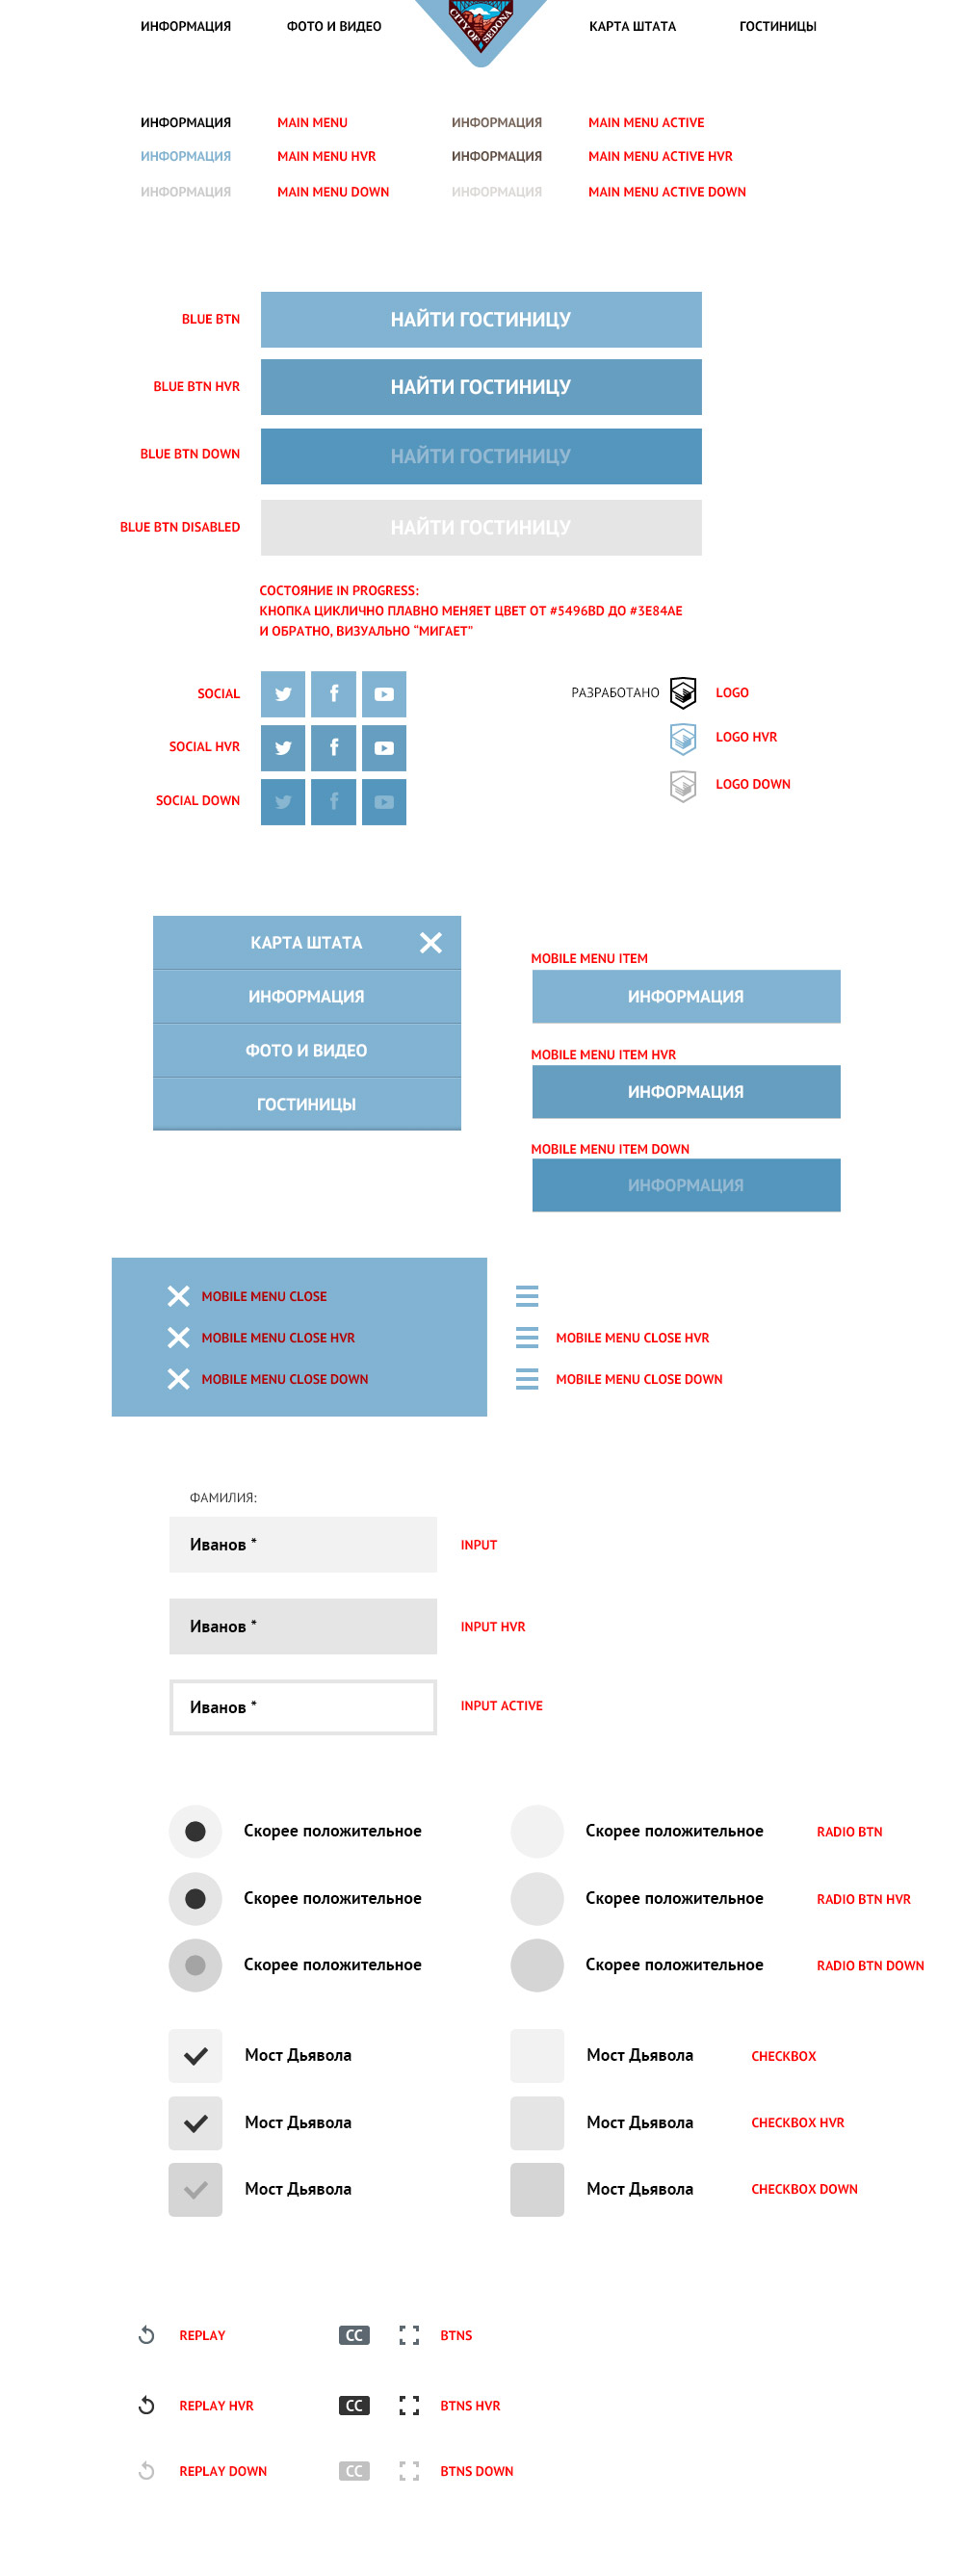 ИНФОРМАЦИЯ ФОТО И ВИДЕО CITY OF SEDONA КАРТА ШТАТА ГОСТИНИЦЫ
ИНФОРМАЦИЯ MAIN MENU ИНФОРМАЦИЯ MAIN MENU ACTIVE
ИНФОРМАЦИЯ MAIN MENU HVR ИНФОРМАЦИЯ MAIN MENU ACTIVE HVR
ИНФОРМАЦИЯ MAIN MENU DOWN ИНФОРМАЦИЯ MAIN MENU ACTIVE DOWN
BLUE BTN НАЙТИ ГОСТИНИЦУ
BLUE BTN HVR НАЙТИ ГОСТИНИЦУ
BLUE BTN DOWN НАЙТИ ГОСТИНИЦУ
BLUE BTN DISABLED НАЙТИ ГОСТИНИЦУ
СОСТОЯНИЕ IN PROGRESS:
КНОПКА ЦИКЛИЧНО ПЛАВНО МЕНЯЕТ ЦВЕТ ОТ #5496BD ДО #3E84AE
И ОБРАТНО, ВИЗУАЛЬНО “МИГАЕТ”
SOCIAL f РАЗРАБОТАНО LOGO
SOCIAL HVR f LOGO HVR
SOCIAL DOWN f LOGO DOWN
КАРТА ШТАТА
ИНФОРМАЦИЯ
ФОТО И ВИДЕО
ГОСТИНИЦЫ
MOBILE MENU ITEM
ИНФОРМАЦИЯ
MOBILE MENU ITEM HVR
ИНФОРМАЦИЯ
MOBILE MENU ITEM DOWN
ИНФОРМАЦИЯ
MOBILE MENU CLOSE
MOBILE MENU CLOSE HVR MOBILE MENU CLOSE HVR
MOBILE MENU CLOSE DOWN MOBILE MENU CLOSE DOWN
ФАМИЛИЯ:
Иванов * INPUT
Иванов * INPUT HVR
Иванов * INPUT ACTIVE
Скорее положительное Скорее положительное RADIO BTN
Скорее положительное Скорее положительное RADIO BTN HVR
Скорее положительное Скорее положительное RADIO BTN DOWN
Мост Дьявола Мост Дьявола CHECKBOX
Мост Дьявола Мост Дьявола CHECKBOX HVR
Мост Дьявола Мост Дьявола CHECKBOX DOWN
REPLAY CC BTNS
REPLAY HVR CC BTNS HVR
REPLAY DOWN CC BTNS DOWN